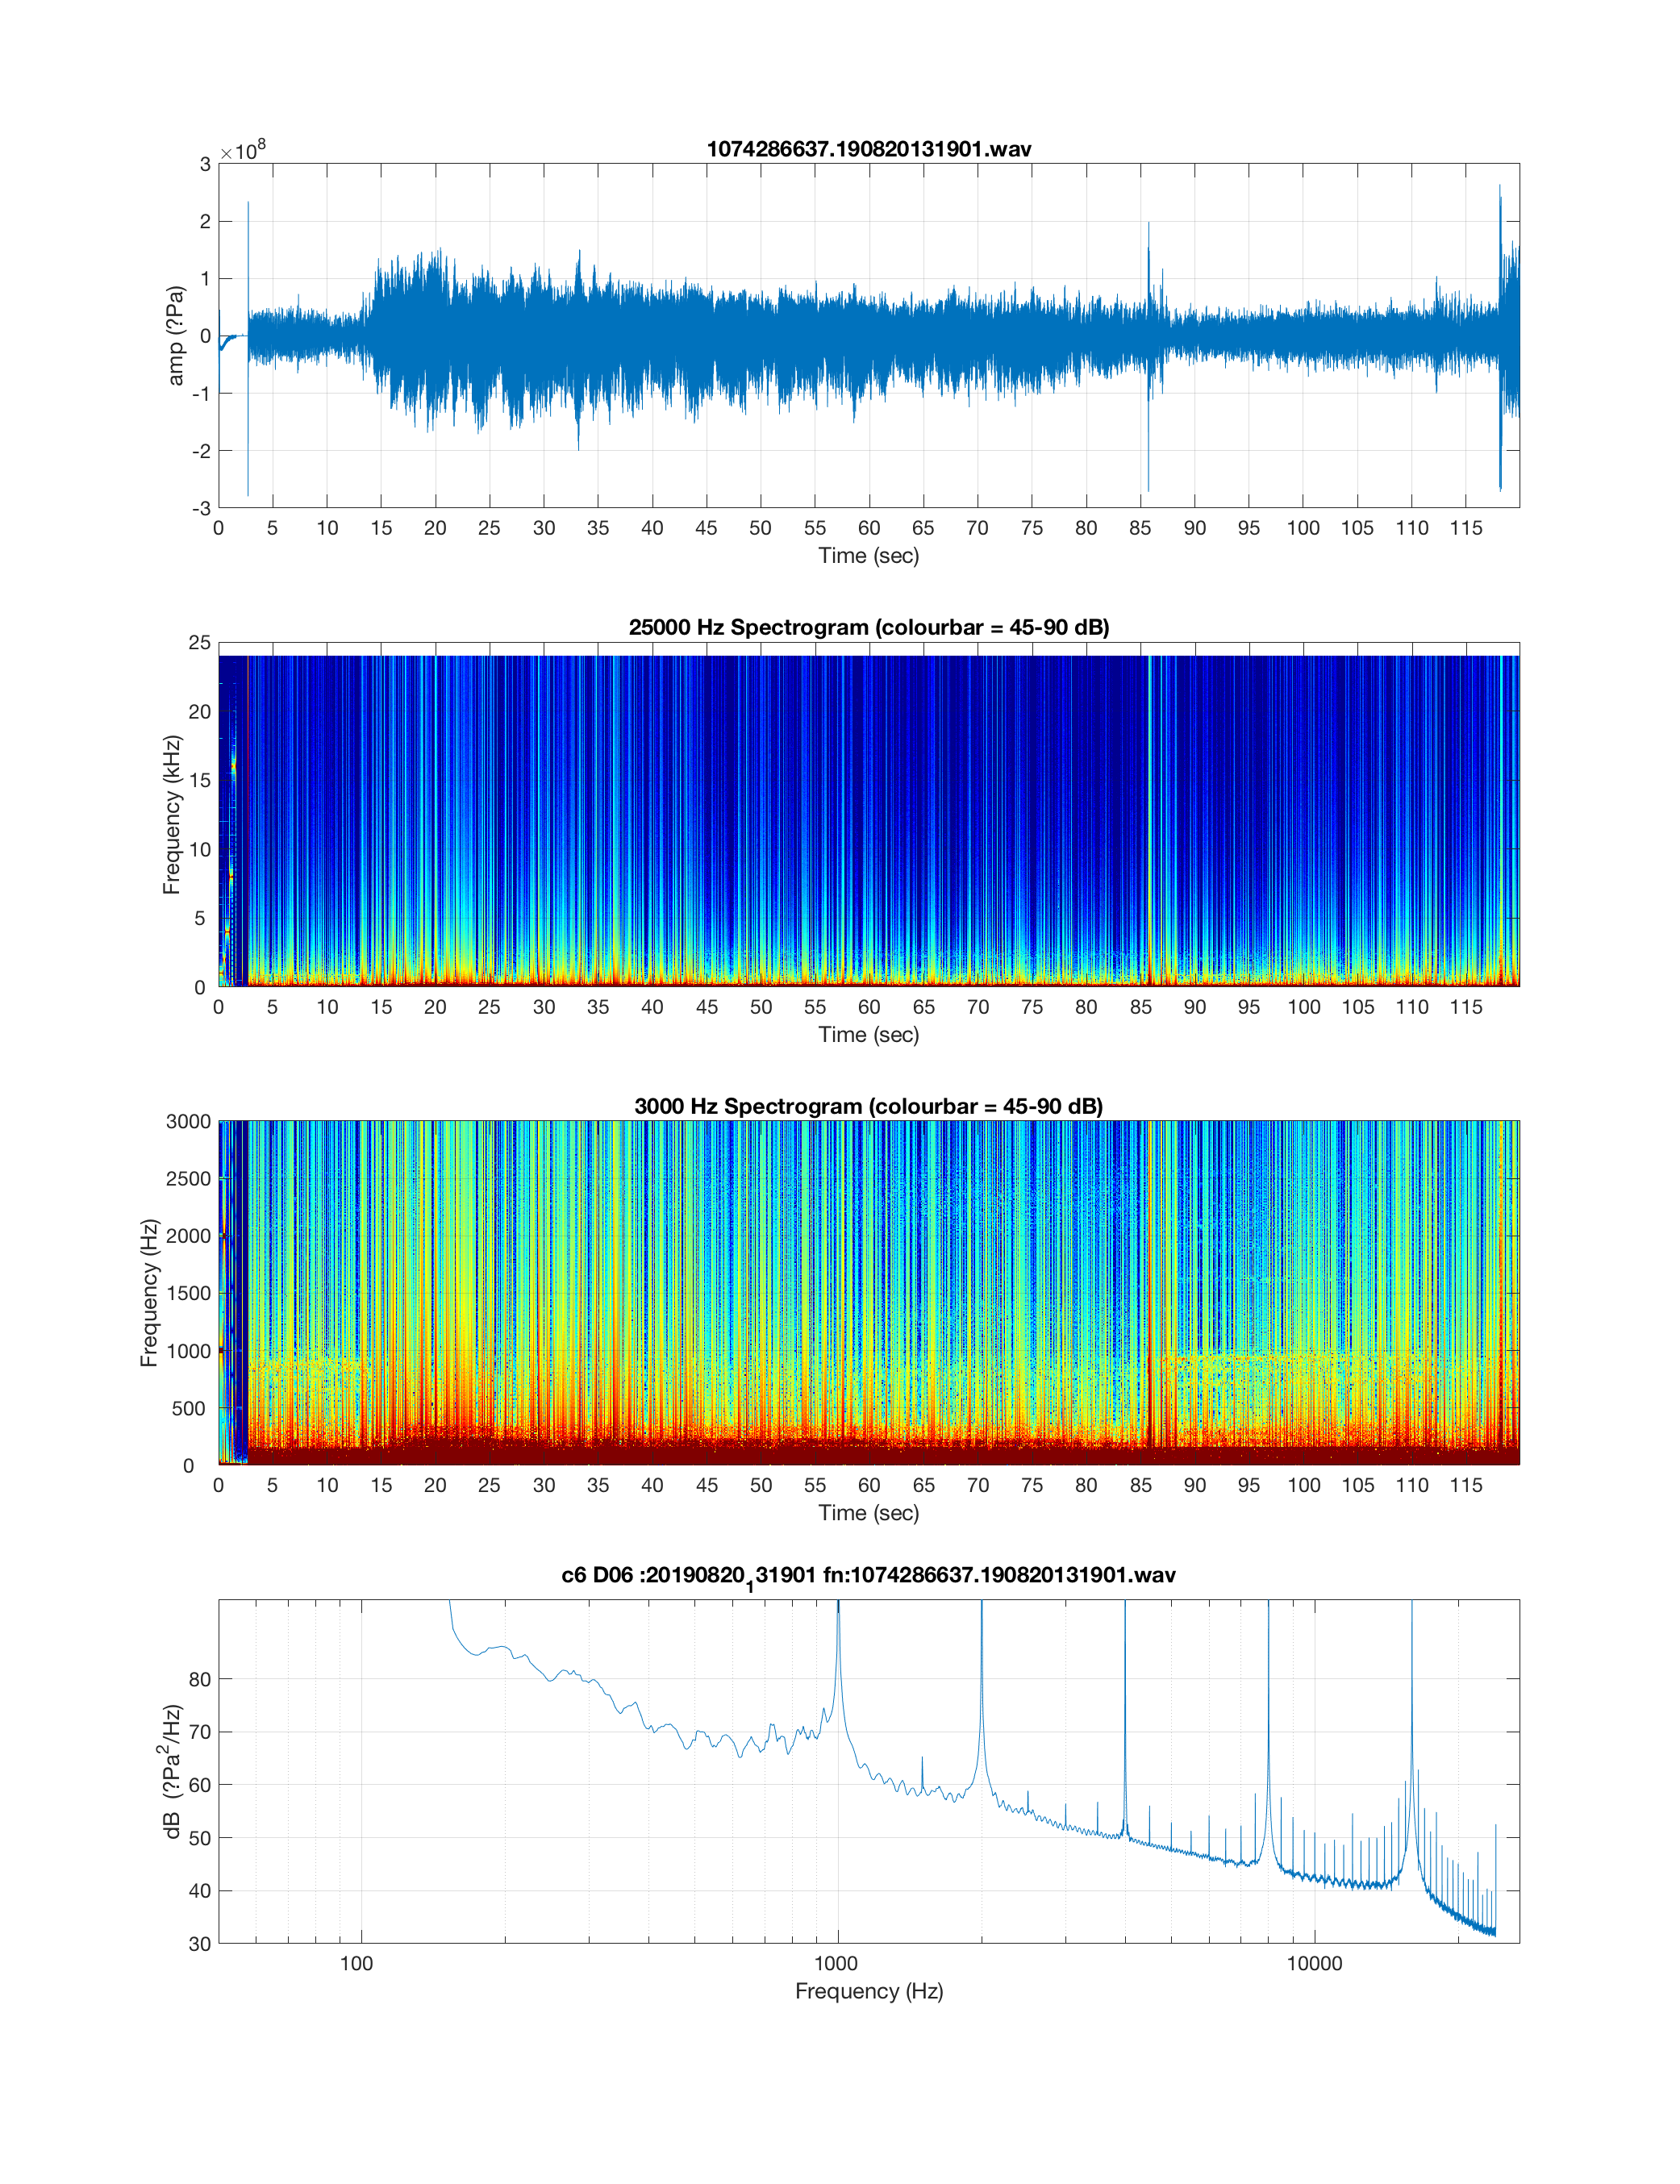 1074286637.190820131901.wav
×10^8
3
2
1
0
-1
-2
-3
amp (?Pa)
0 5 10 15 20 25 30 35 40 45 50 55 60 65 70 75 80 85 90 95 100 105 110 115
Time (sec)
25000 Hz Spectrogram (colourbar = 45-90 dB)
25
20
15
10
5
0
Frequency (kHz)
0 5 10 15 20 25 30 35 40 45 50 55 60 65 70 75 80 85 90 95 100 105 110 115
Time (sec)
3000 Hz Spectrogram (colourbar = 45-90 dB)
3000
2500
2000
1500
1000
500
0
Frequency (Hz)
0 5 10 15 20 25 30 35 40 45 50 55 60 65 70 75 80 85 90 95 100 105 110 115
Time (sec)
c6 D06 :20190820_131901 fn:1074286637.190820131901.wav
80
70
60
50
40
30
dB (?Pa^2/Hz)
100 1000 10000
Frequency (Hz)